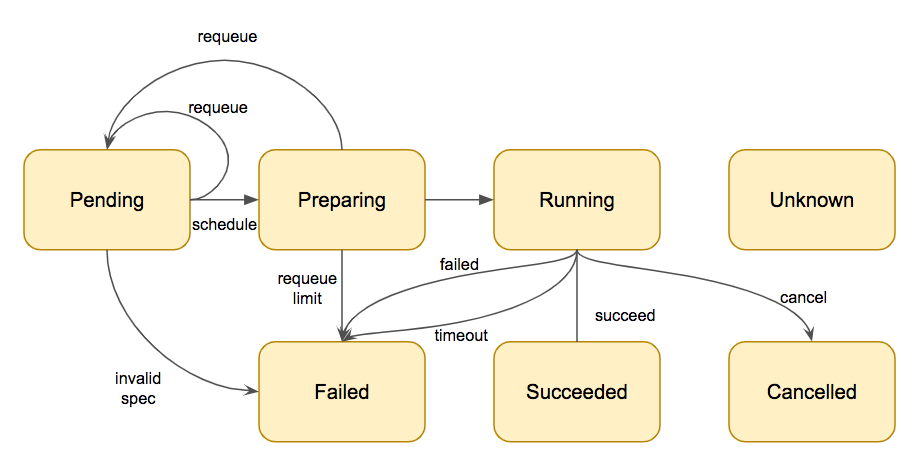 requeue
requeue
Pending
Preparing
Running
Unknown
schedule
requeue
limit
failed
succeed
cancel
timeout
invalid
spec
Failed
Succeeded
Cancelled